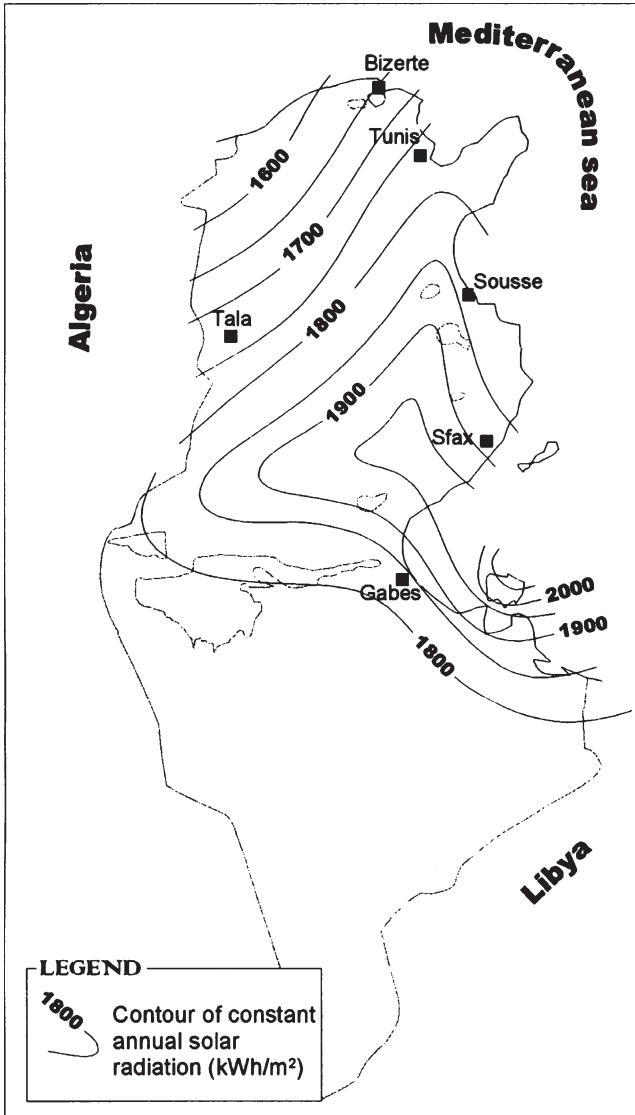 Mediterranean sea
Bizerte
Tunis
1600
1700
Algeria
Sousse
Tala
1800
1900
Sfax
Gabes
2000
1900
1800
Libya
LEGEND
1800
Contour of constant
annual solar
radiation (kWh/m²)